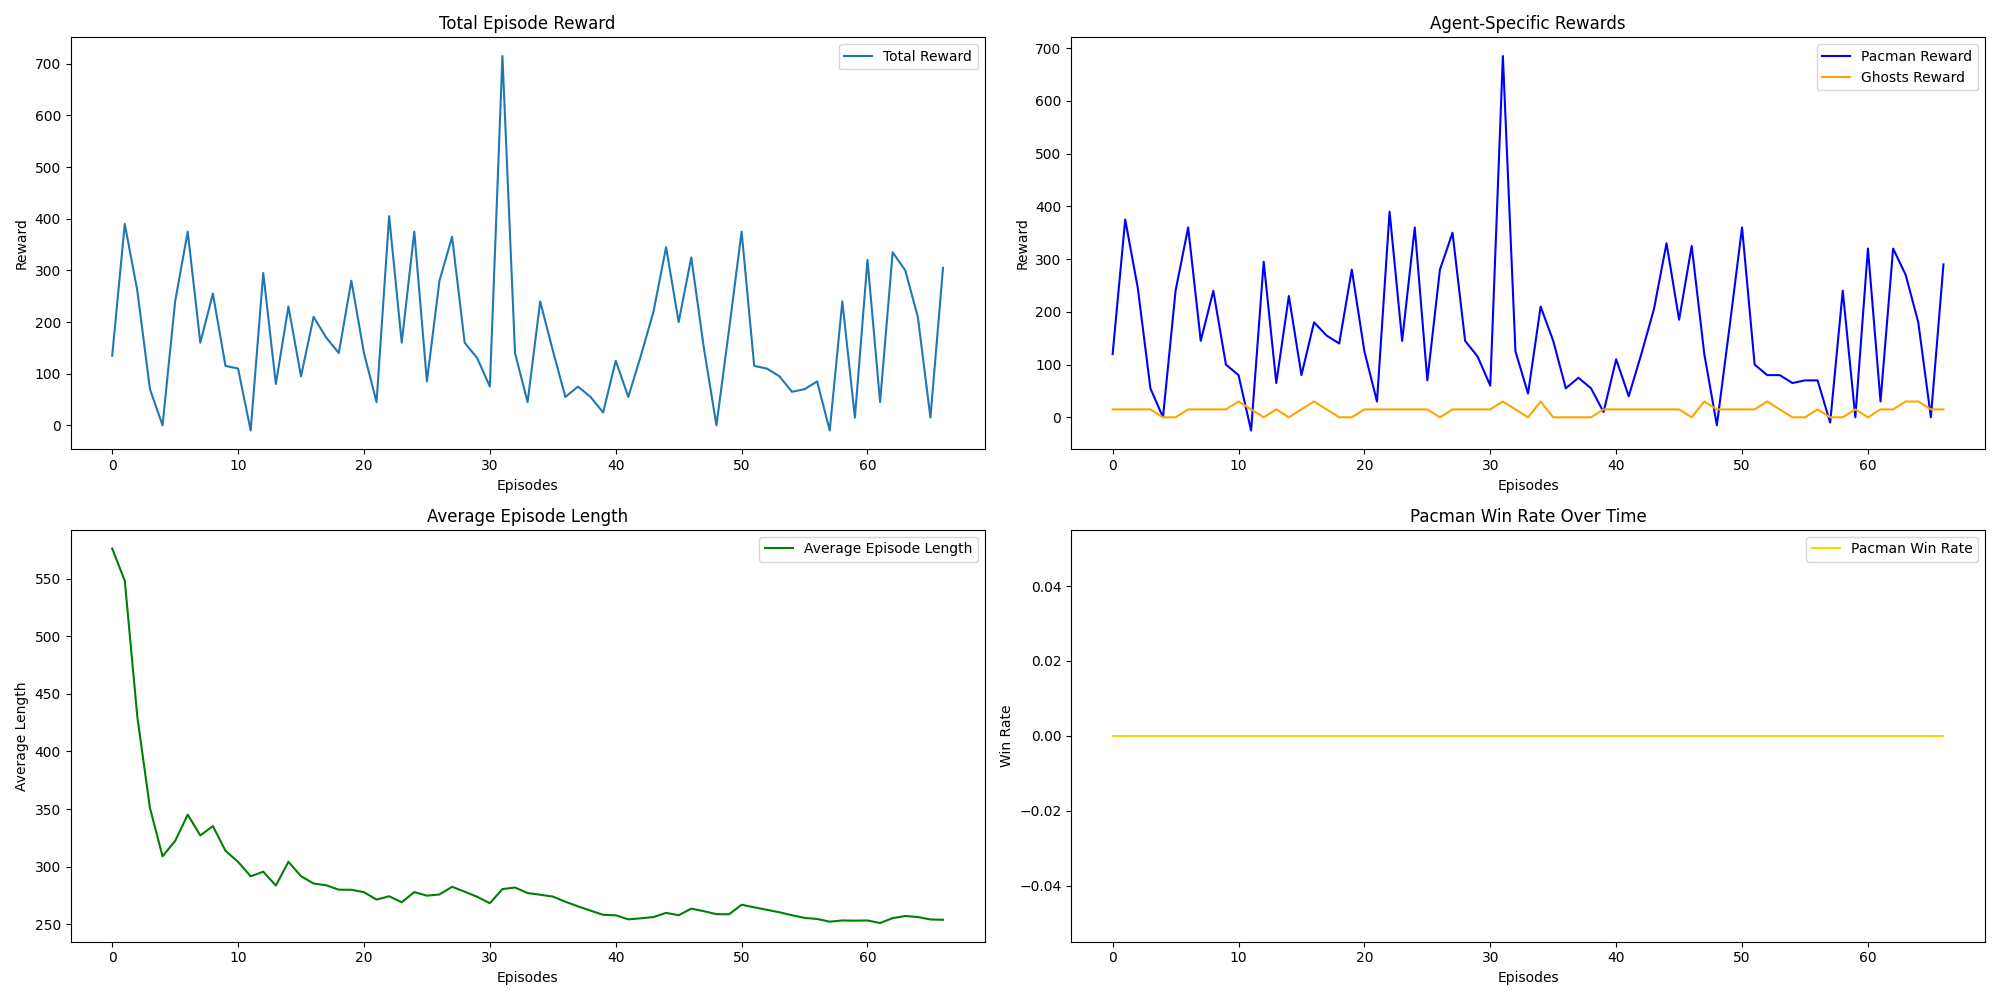 Total Episode Reward
Total Reward
700
600
500
400
300
200
100
0
Reward
0 10 20 30 40 50 60
Episodes
Agent-Specific Rewards
Pacman Reward
Ghosts Reward
700
600
500
400
300
200
100
0
Reward
0 10 20 30 40 50 60
Episodes
Average Episode Length
Average Episode Length
550
500
450
400
350
300
250
Average Length
0 10 20 30 40 50 60
Episodes
Pacman Win Rate Over Time
Pacman Win Rate
0.04
0.02
0.00
−0.02
−0.04
Win Rate
0 10 20 30 40 50 60
Episodes